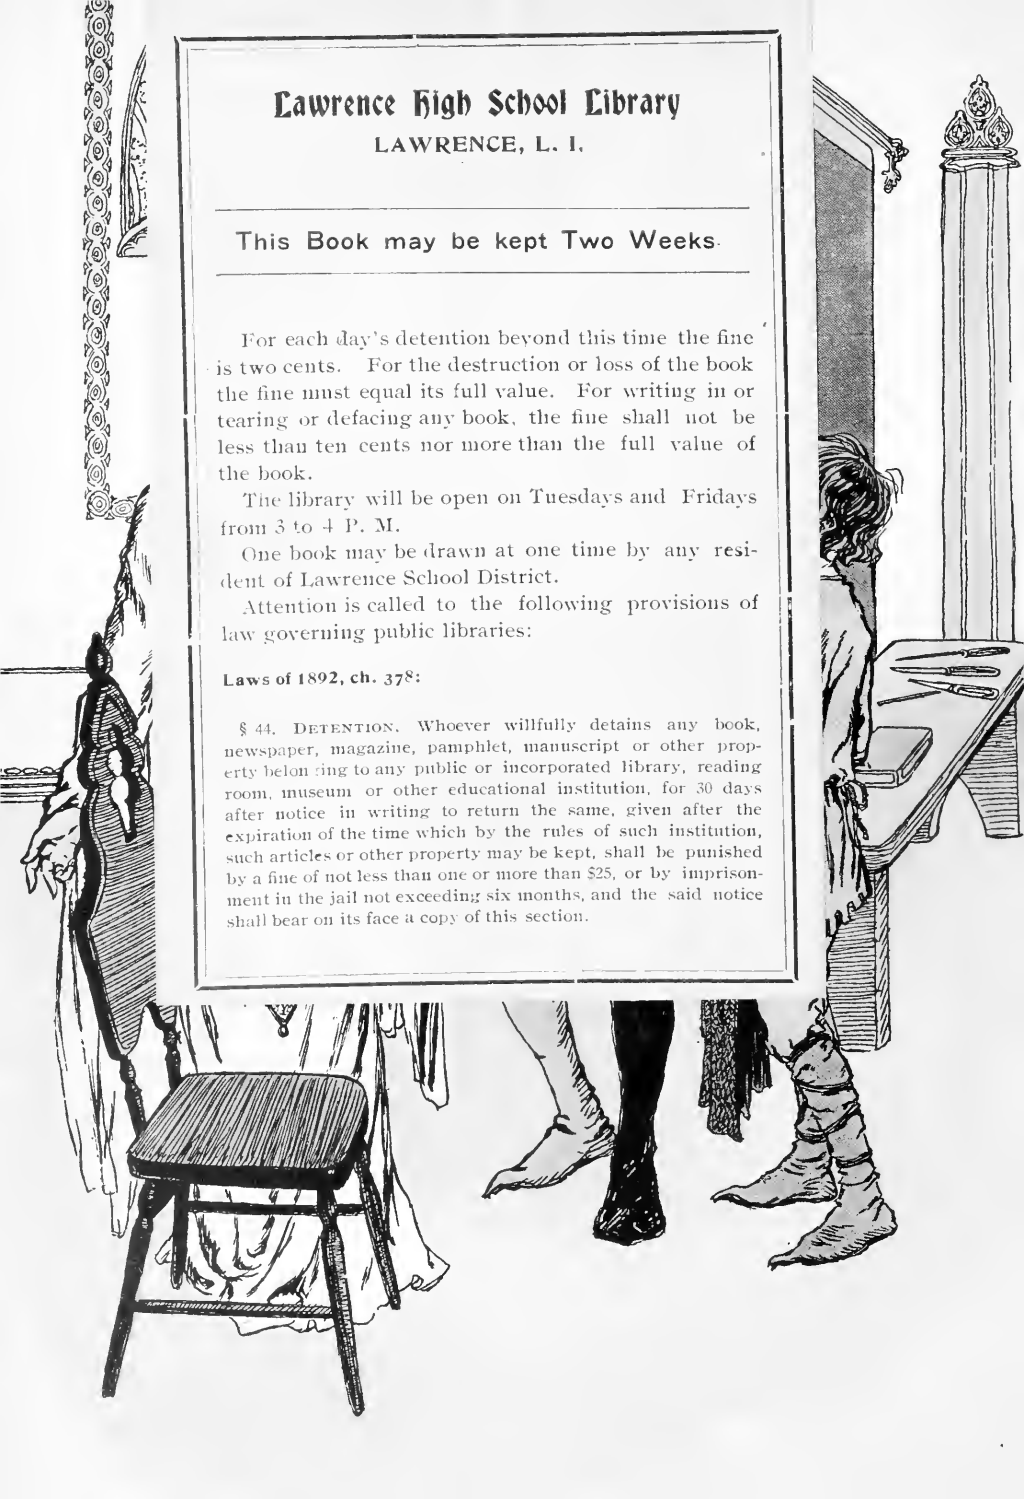 Lawrence High School Library
LAWRENCE, L. I.
This Book may be kept Two Weeks
For each day's detention beyond this time the fine
is two cents. For the destruction or loss of the book
the fine must equal its full value. For writing in or
tearing or defacing any book, the fine shall not be
less than ten cents nor more than the full value of
the book.
The library will be open on Tuesdays and Fridays
from 3 to 4 P. M.
One book may be drawn at one time by any resi-
dent of Lawrence School District.
Attention is called to the following provisions of
law governing public libraries:
Laws of 1892, ch. 378:
§ 44. DETENTION. Whoever willfully detains any book,
newspaper, magazine, pamphlet, manuscript or other prop-
erty belonging to any public or incorporated library, reading
room, museum or other educational institution, for 30 days
after notice in writing to return the same, given after the
expiration of the time which by the rules of such institution,
such articles or other property may be kept, shall be punished
by a fine of not less than one or more than $25, or by imprison-
ment in the jail not exceeding six months, and the said notice
shall bear on its face a copy of this section.